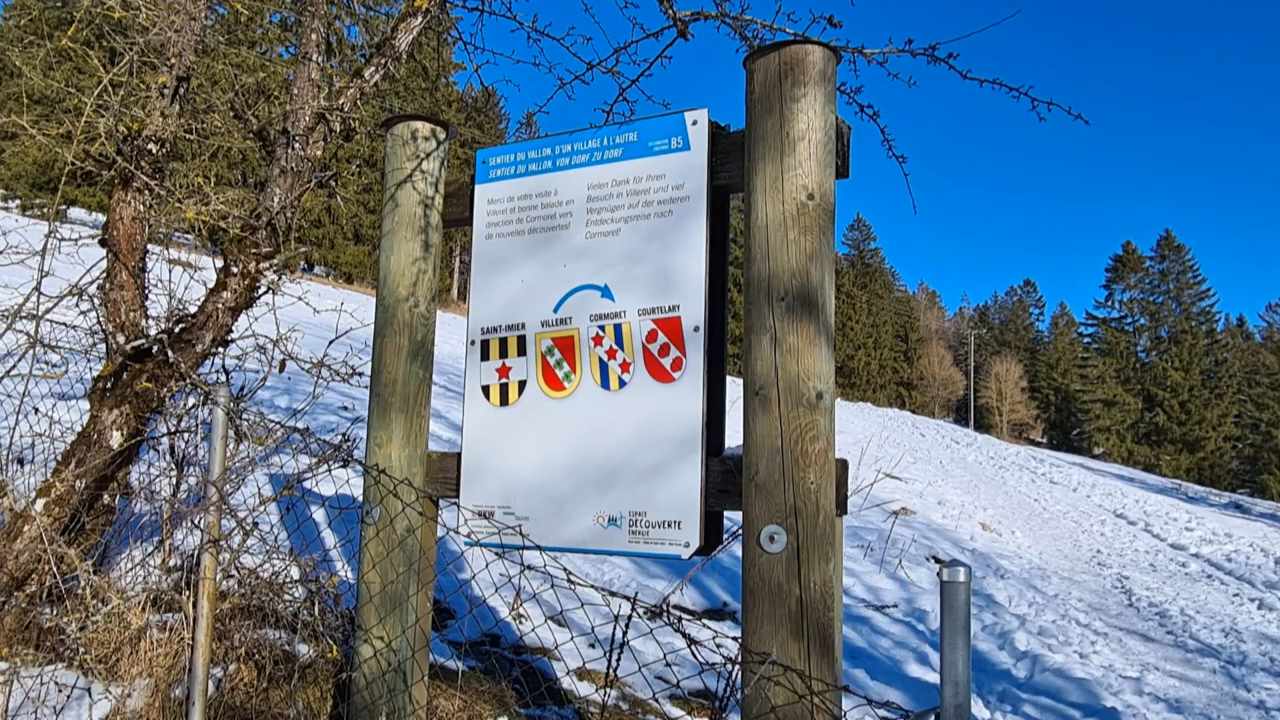 SENTIER DU VALLON, D'UN VILLAGE À L'AUTRE
SENTIER DU VALLON, VON DORF ZU DORF
B5
Merci de votre visite à
Villeret et bonne balade en
direction de Cormoret vers
de nouvelles découvertes!
Vielen Dank für Ihren
Besuch in Villeret und viel
Vergnügen auf der weiteren
Entdeckungsreise nach
Cormoret!
SAINT-IMIER
VILLERET
CORMORET
COURTELARY
BKW
ESPACE
DÉCOUVERTE
ÉNERGIE